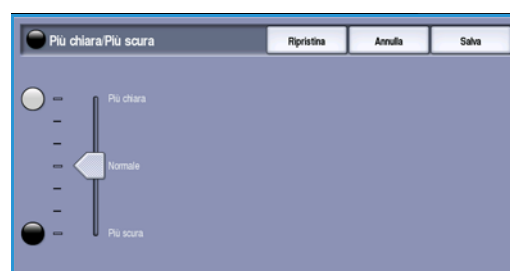 Più chiara/Più scura
Ripristina
Annulla
Salva
Più chiara
Normale
Più scura